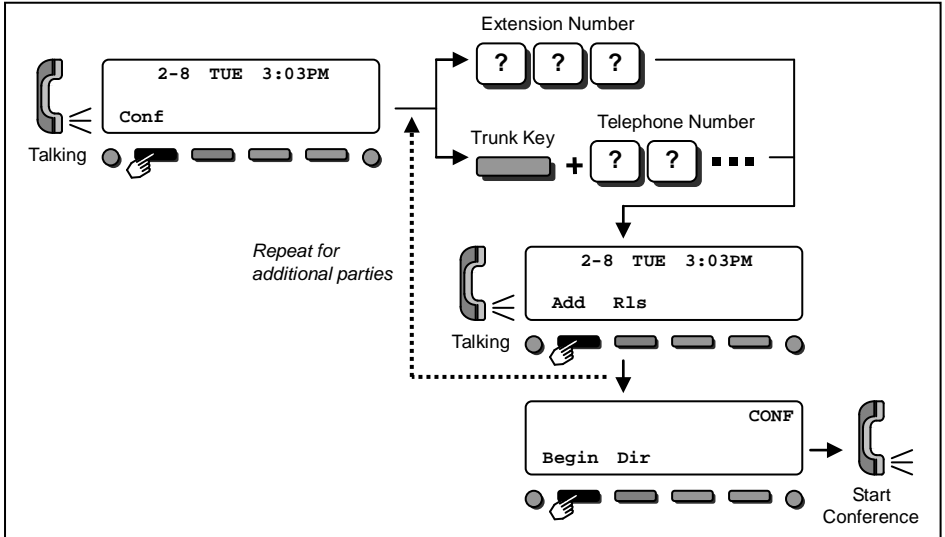 Extension Number
? ? ?
2-8 TUE 3:03PM
Conf
Talking
Trunk Key
Telephone Number
+ ? ? ...
Repeat for
additional parties
2-8 TUE 3:03PM
Add Rls
Talking
CONF
Begin Dir
Start
Conference